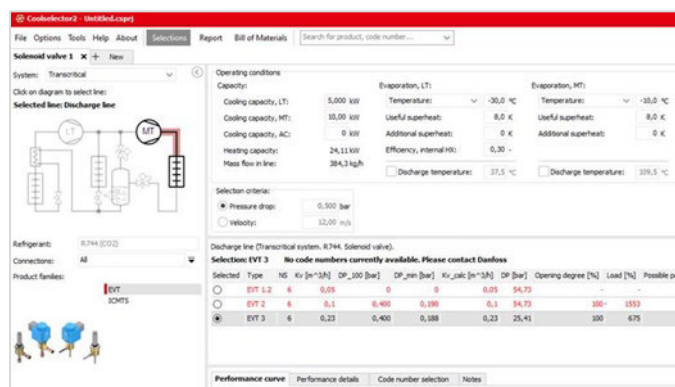 Coolselector2 - Untitled.csprj
File Options Tools Help About Selections Report Bill of Materials Search for product, code number...
Solenoid valve 1 x + New
System: Transcritical
Click on diagram to select line:
Selected line: Discharge line
LT MT
Refrigerant: R744 (CO2)
Connections: All
Product families:
EVT
ICMTS
Operating conditions
Capacity: Evaporation, LT: Evaporation, MT:
Cooling capacity, LT: 5,000 kW Temperature: -30,0 °C Temperature: -10,0 °C
Cooling capacity, MT: 10,00 kW Useful superheat: 8,0 K Useful superheat: 8,0 K
Cooling capacity, AC: 0 kW Additional superheat: 0 K Additional superheat: 0 K
Heating capacity: 24,11 kW Efficiency, internal HX: 0,30 -
Mass flow in line: 384,3 kg/h
Discharge temperature: 37,5 °C Discharge temperature: 109,5 °C
Selection criteria:
Pressure drop: 0,500 bar
Velocity: 12,00 m/s
Discharge line (Transcritical system. R744. Solenoid valve).
Selection: EVT 3 No code numbers currently available. Please contact Danfoss
Selected Type NS Kv [m^3/h] DP_100 [bar] DP_min [bar] Kv_calc [m^3/h] DP [bar] Opening degree [%] Load [%] Possible
EVT 1.2 6 0,05 0 0 0,05 54,73
EVT 2 6 0,1 0,400 0,190 0,1 54,73 100- 1553
EVT 3 6 0,23 0,400 0,188 0,23 25,41 100 675
Performance curve Performance details Code number selection Notes